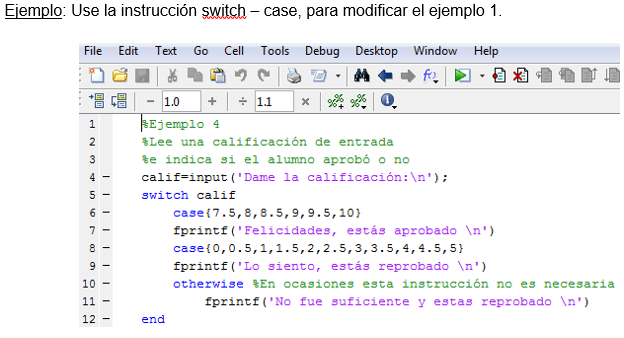 Ejemplo: Use la instrucción switch – case, para modificar el ejemplo 1.
File Edit Text Go Cell Tools Debug Desktop Window Help
− 1.0 + ÷ 1.1 ×
1 %Ejemplo 4
2 %Lee una calificación de entrada
3 %e indica si el alumno aprobó o no
4 – calif=input('Dame la calificación:\n');
5 – switch calif
6 – case{7.5,8,8.5,9,9.5,10}
7 – fprintf('Felicidades, estás aprobado \n')
8 – case{0,0.5,1,1.5,2,2.5,3,3.5,4,4.5,5}
9 – fprintf('Lo siento, estás reprobado \n')
10 – otherwise %En ocasiones esta instrucción no es necesaria
11 – fprintf('No fue suficiente y estas reprobado \n')
12 – end